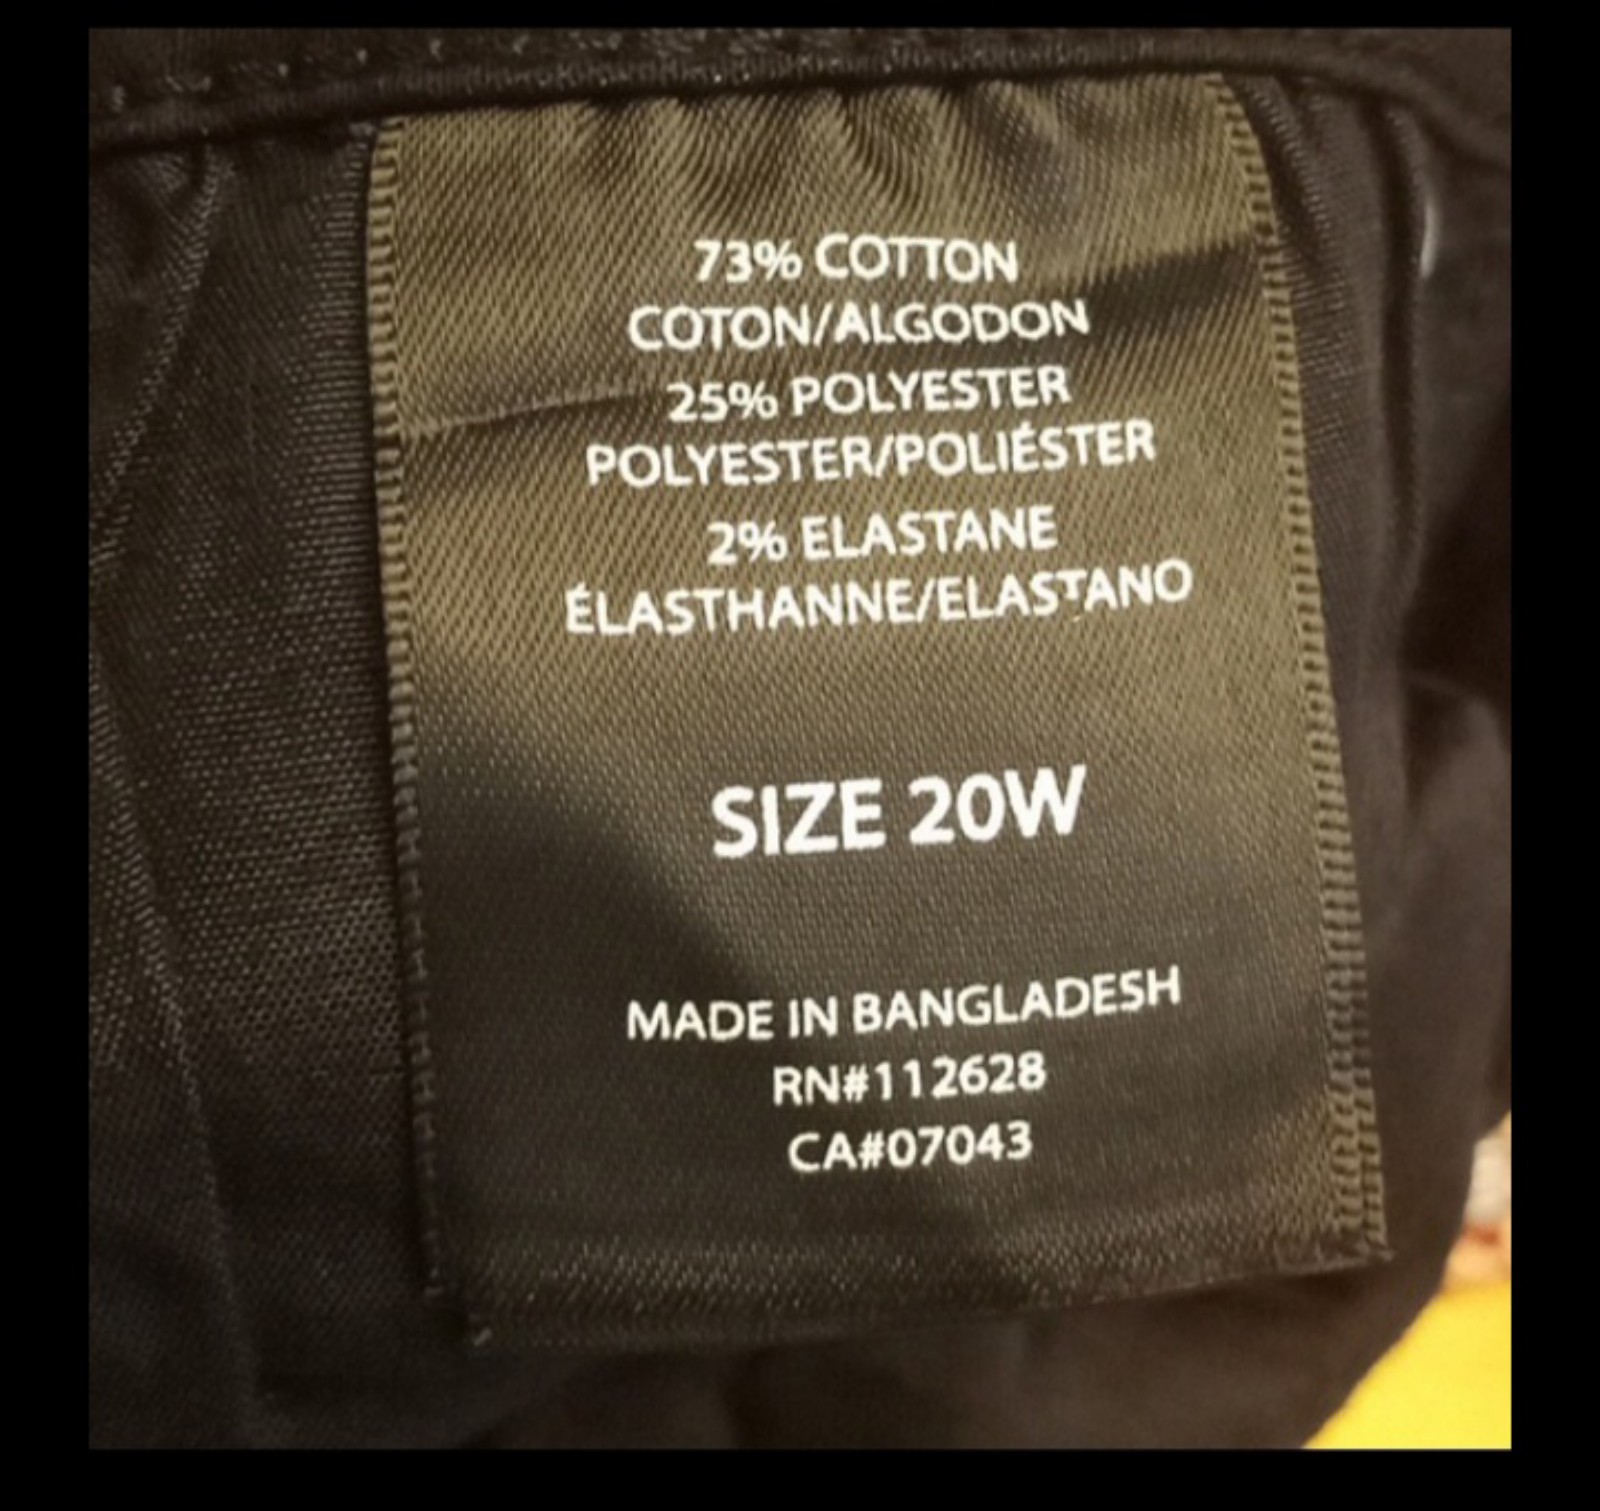 73% COTTON
COTON/ALGODON
25% POLYESTER
POLYESTER/POLIÉSTER
2% ELASTANE
ÉLASTHANNE/ELASTANO
SIZE 20W
MADE IN BANGLADESH
RN#112628
CA#07043